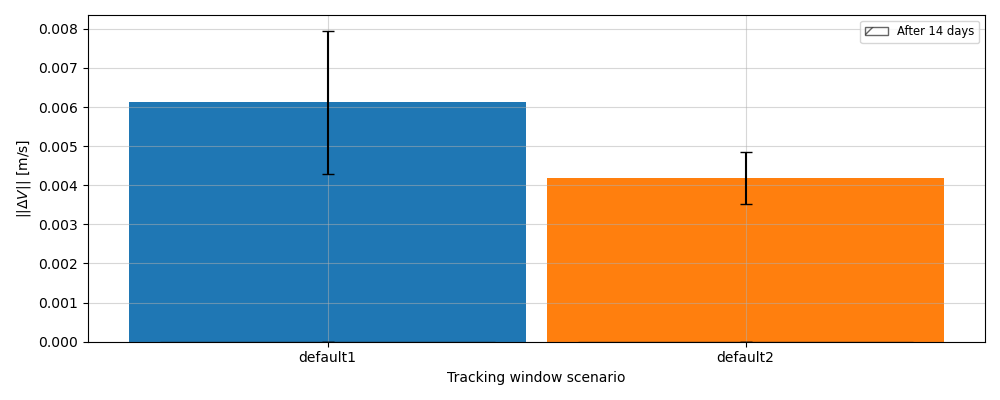 0.008
0.007
0.006
0.005
0.004
0.003
0.002
0.001
0.000
||ΔV|| [m/s]
After 14 days
default1
default2
Tracking window scenario